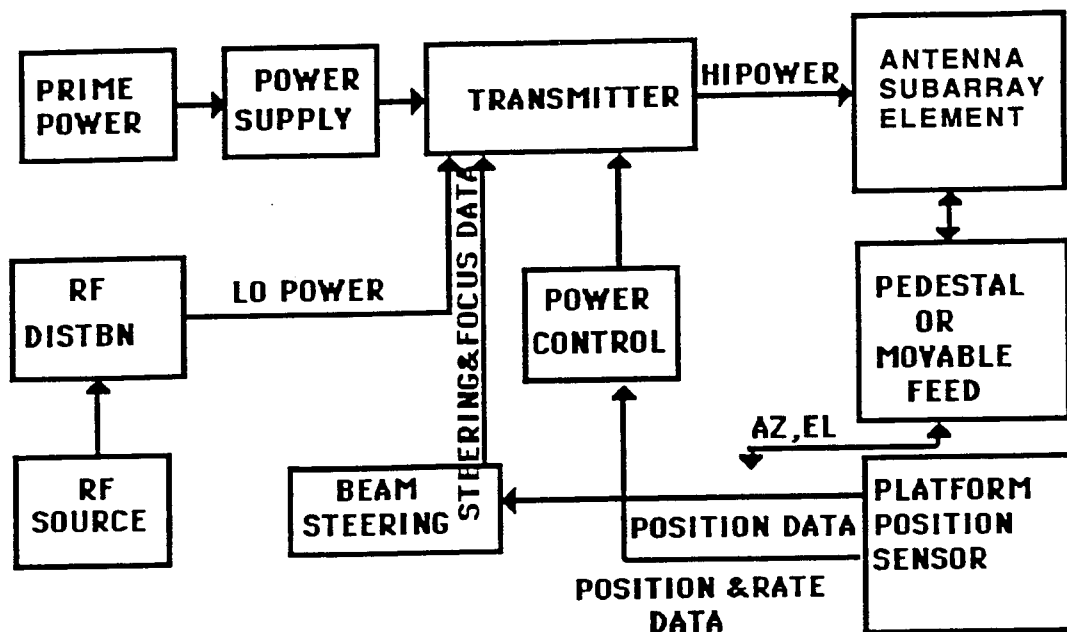 PRIME
POWER
POWER
SUPPLY
TRANSMITTER
HIPOWER
ANTENNA
SUBARRAY
ELEMENT
RF
DISTBN
LO POWER
STEERING&FOCUS DATA
POWER
CONTROL
PEDESTAL
OR
MOVABLE
FEED
AZ,EL
RF
SOURCE
BEAM
STEERING
POSITION DATA
PLATFORM
POSITION
SENSOR
POSITION &RATE
DATA